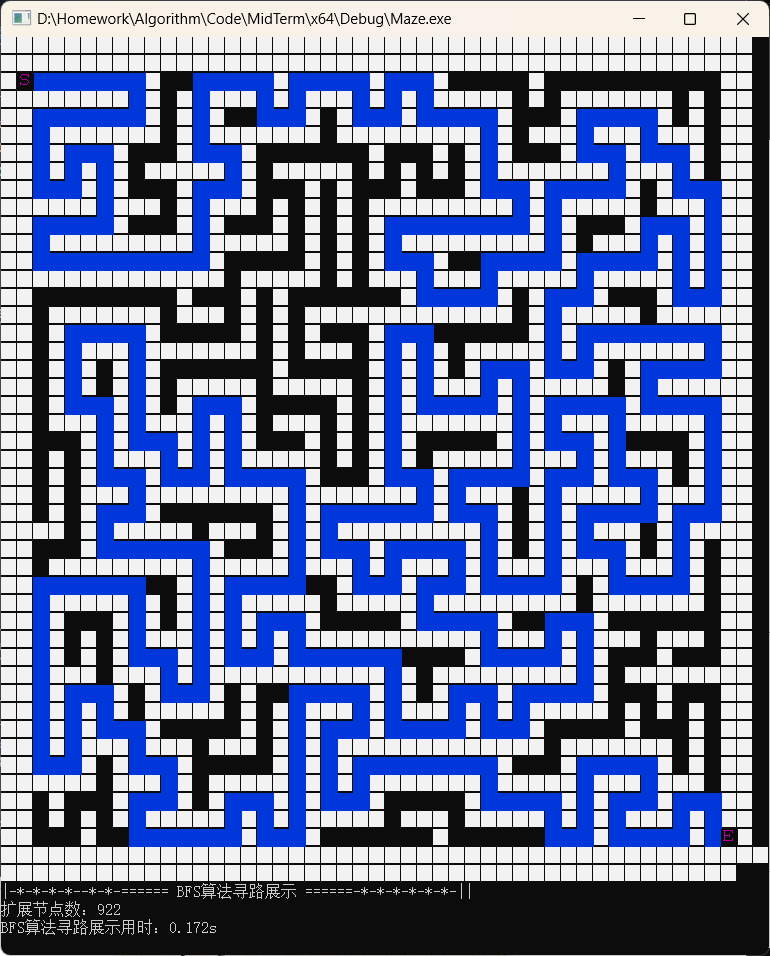 D:\Homework\Algorithm\Code\MidTerm\x64\Debug\Maze.exe
S
E
|-*-*-*-*--*-*-====== BFS算法寻路展示 ======-*-*-*-*-*-*-||
扩展节点数: 922
BFS算法寻路展示用时: 0.172s